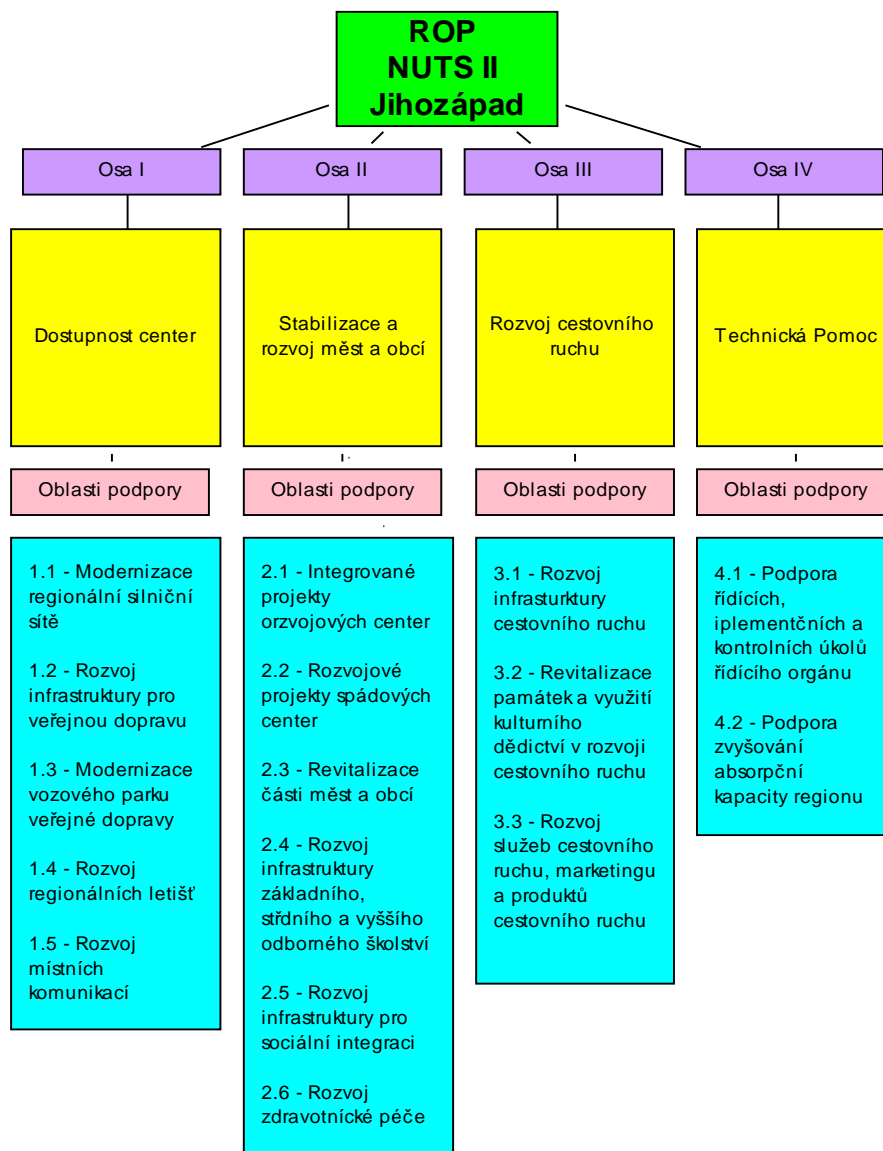 ROP
NUTS II
Jihozápad
Osa I
Osa II
Osa III
Osa IV
Dostupnost center
Stabilizace a
rozvoj měst a obcí
Rozvoj cestovního
ruchu
Technická Pomoc
Oblasti podpory
Oblasti podpory
Oblasti podpory
Oblasti podpory
1.1 - Modernizace
regionální silniční
sítě
1.2 - Rozvoj
infrastruktury pro
veřejnou dopravu
1.3 - Modernizace
vozového parku
veřejné dopravy
1.4 - Rozvoj
regionálních letišť
1.5 - Rozvoj
místních
komunikací
2.1 - Integrované
projekty
orzvojových center
2.2 - Rozvojové
projekty spádových
center
2.3 - Revitalizace
části měst a obcí
2.4 - Rozvoj
infrastruktury
základního,
střdního a vyššího
odborného školství
2.5 - Rozvoj
infrastruktury pro
sociální integraci
2.6 - Rozvoj
zdravotnícké péče
3.1 - Rozvoj
infrasturktury
cestovního ruchu
3.2 - Revitalizace
památek a využití
kulturního
dědictví v rozvoji
cestovního ruchu
3.3 - Rozvoj
služeb cestovního
ruchu, marketingu
a produktů
cestovního ruchu
4.1 - Podpora
řídících,
iplementčních a
kontrolních úkolů
řídícího orgánu
4.2 - Podpora
zvyšování
absorpční
kapacity regionu